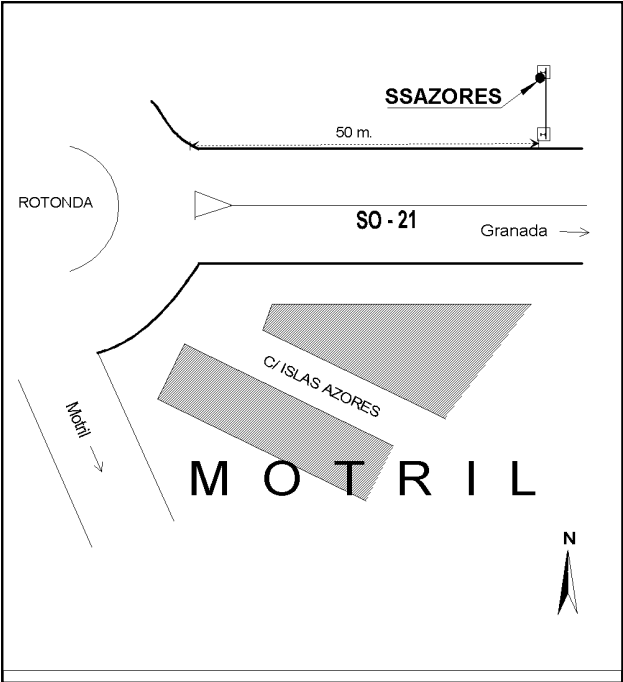 SSAZORES
50 m.
ROTONDA
SO - 21
Granada
C/ ISLAS AZORES
Motril
M O T R I L
N